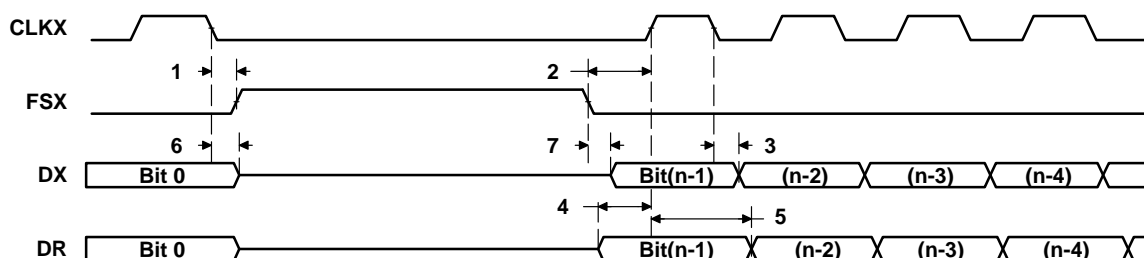 CLKX
1 2
FSX
6 7 3
DX Bit 0 Bit(n-1) (n-2) (n-3) (n-4)
4 5
DR Bit 0 Bit(n-1) (n-2) (n-3) (n-4)